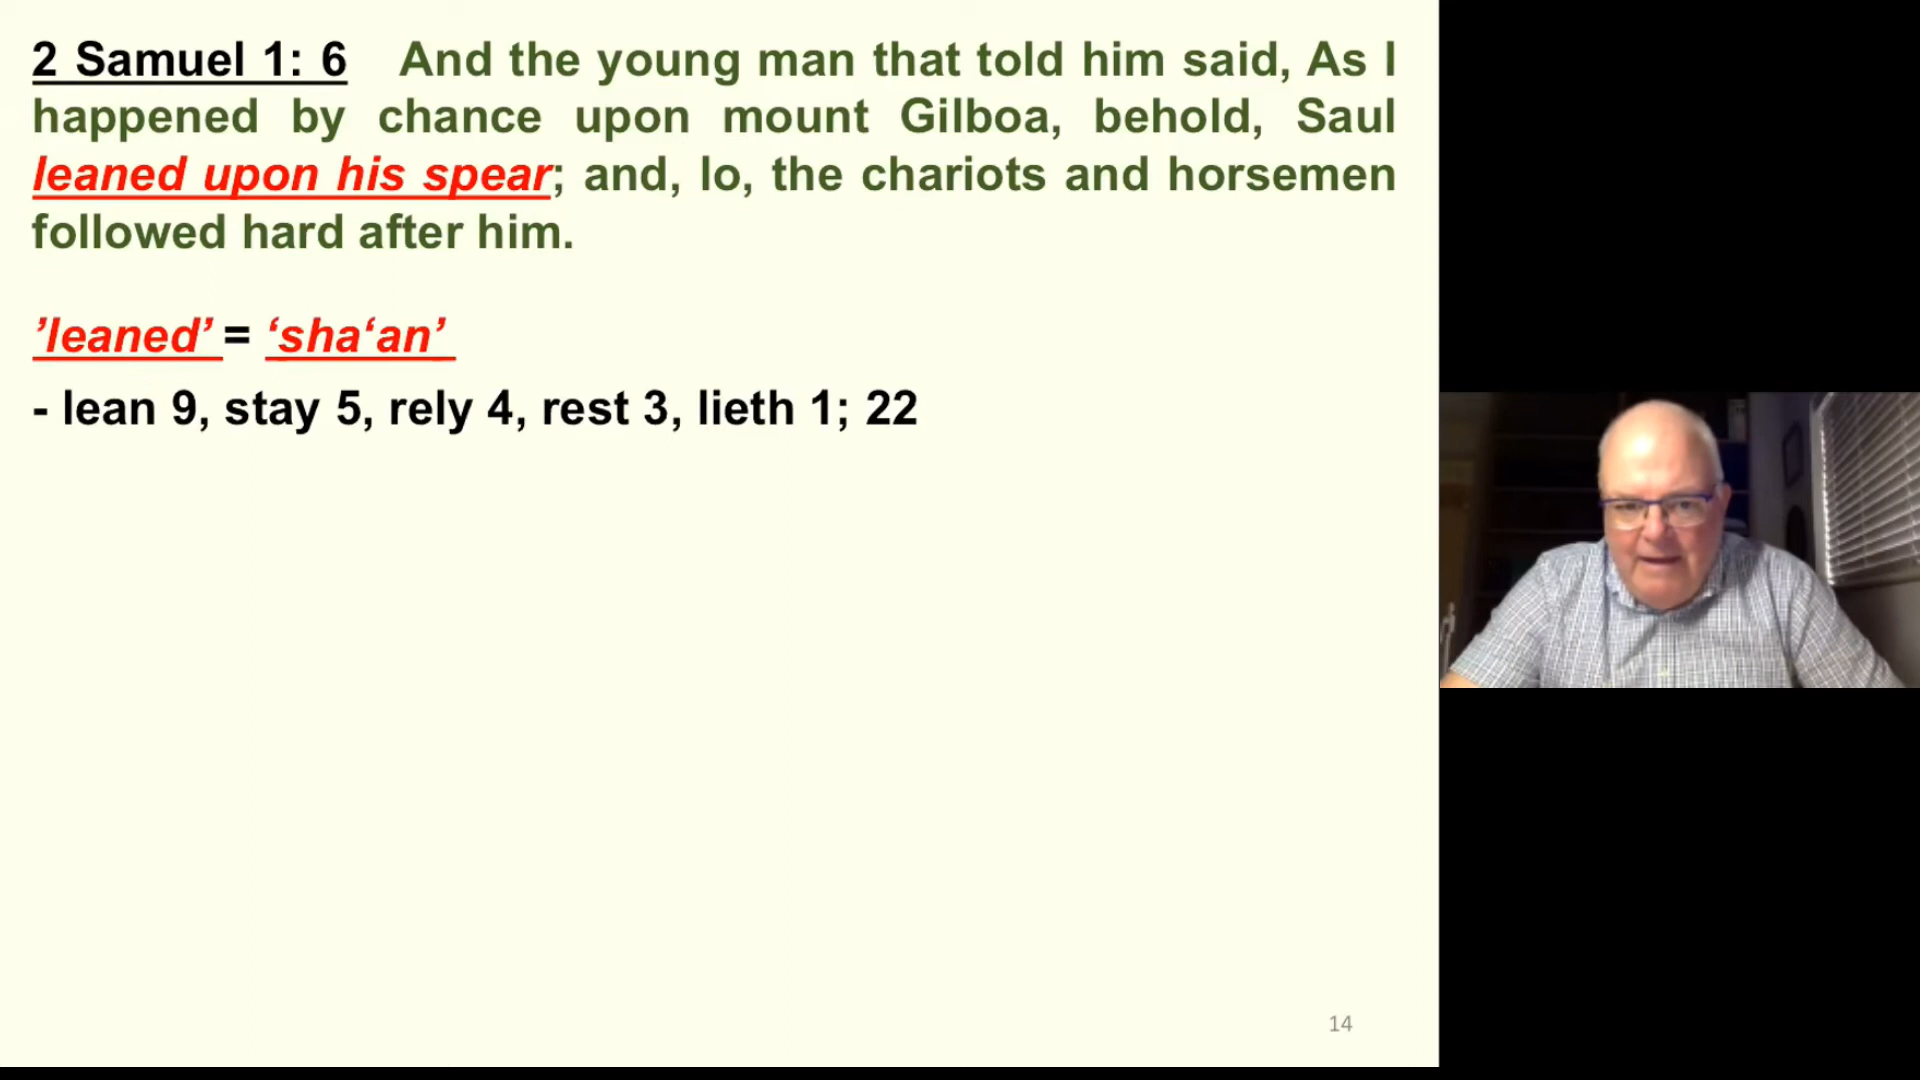 2 Samuel 1: 6 And the young man that told him said, As I
happened by chance upon mount Gilboa, behold, Saul
leaned upon his spear; and, lo, the chariots and horsemen
followed hard after him.
’leaned’ = ‘sha‘an’
- lean 9, stay 5, rely 4, rest 3, lieth 1; 22
14